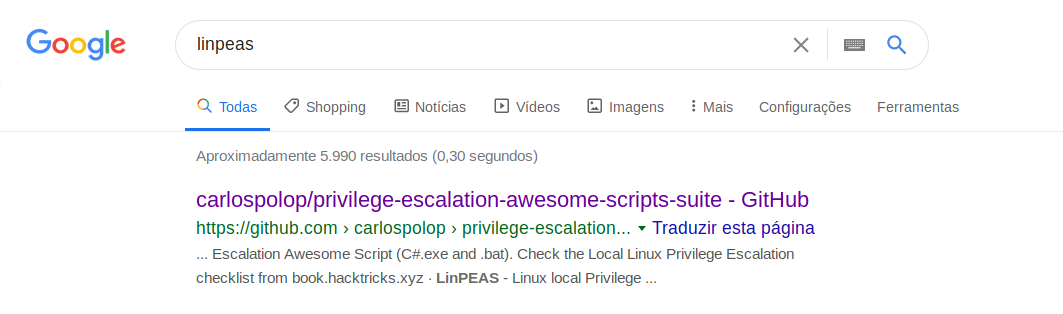 Google
linpeas
Todas Shopping Notícias Vídeos Imagens Mais Configurações Ferramentas
Aproximadamente 5.990 resultados (0,30 segundos)
carlospolop/privilege-escalation-awesome-scripts-suite - GitHub
https://github.com › carlospolop › privilege-escalation... Traduzir esta página
... Escalation Awesome Script (C#.exe and .bat). Check the Local Linux Privilege Escalation
checklist from book.hacktricks.xyz · LinPEAS - Linux local Privilege ...